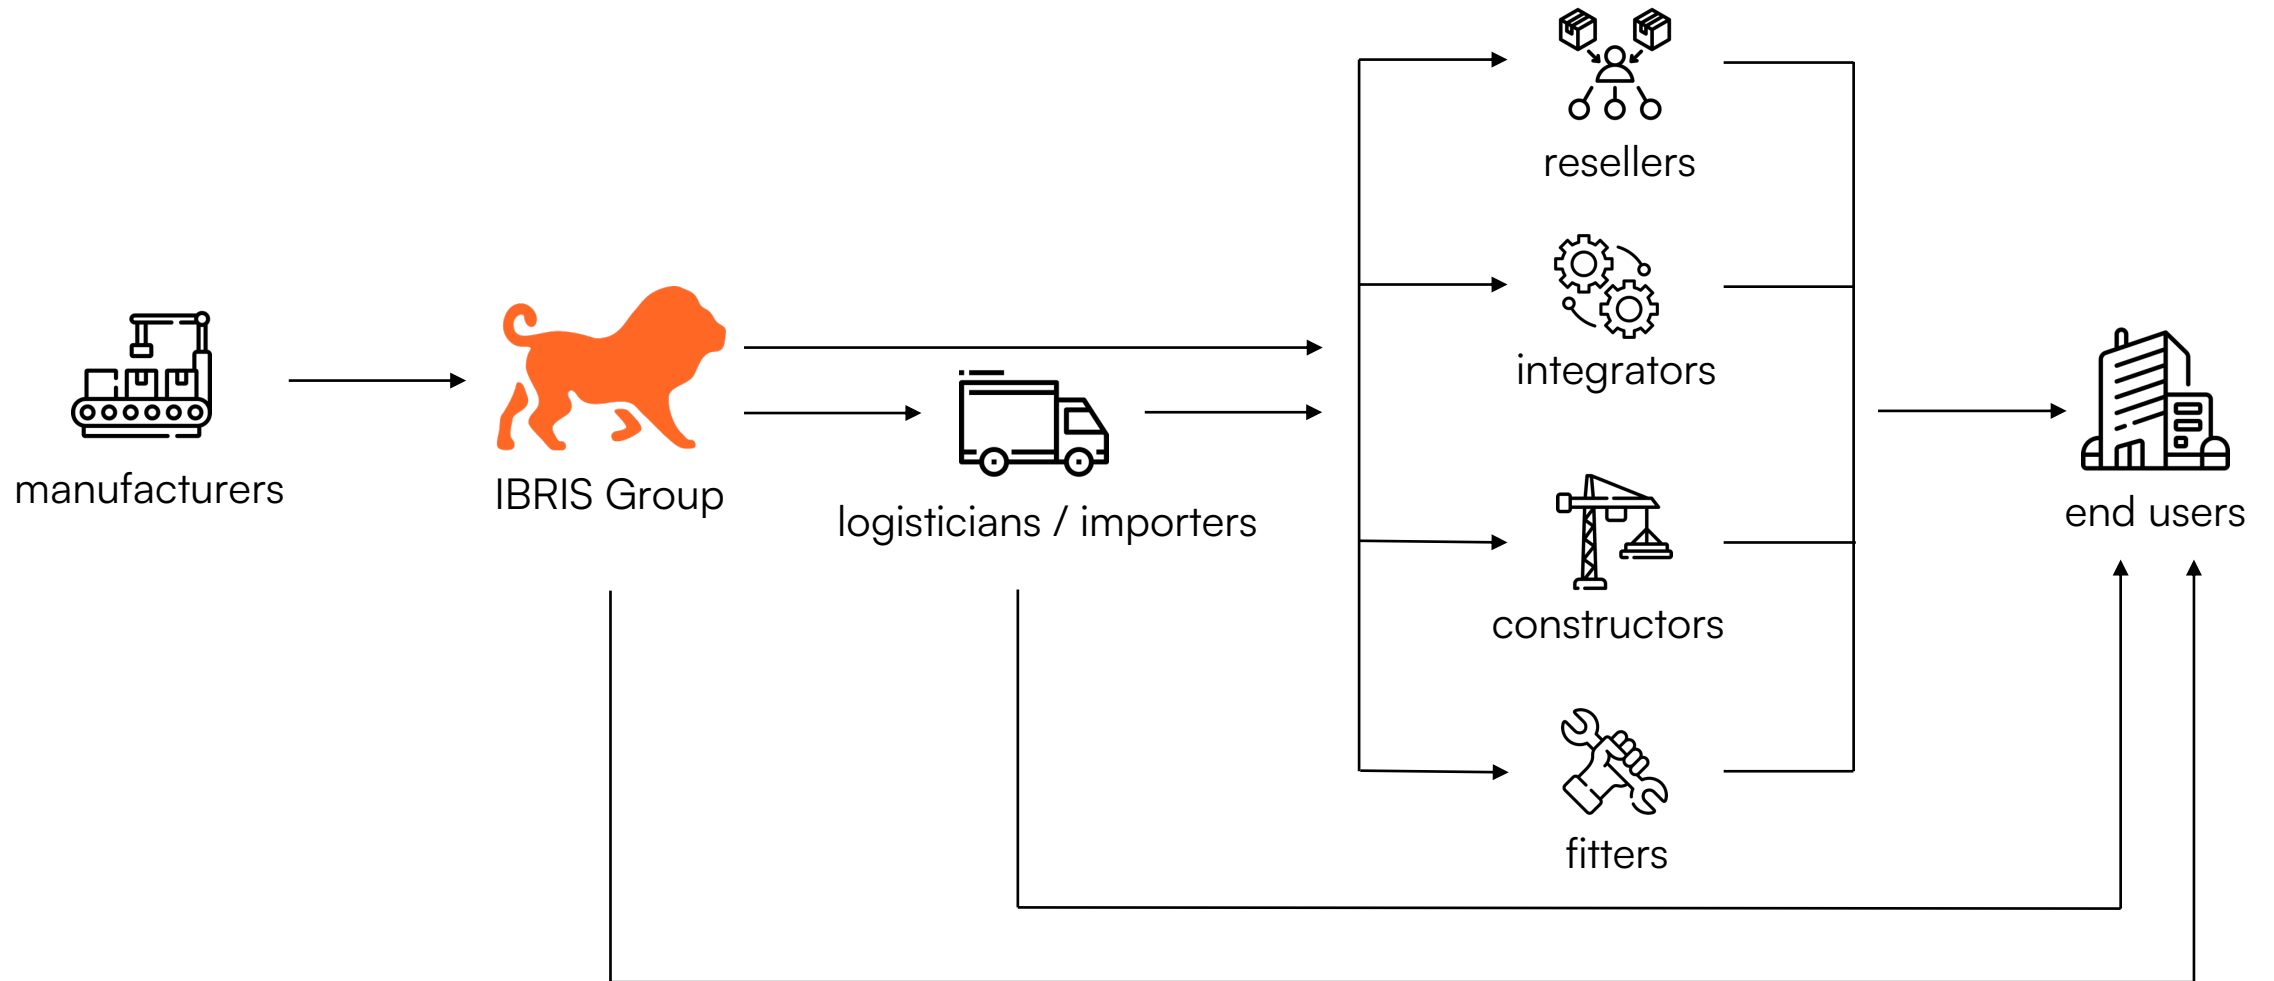 resellers
integrators
manufacturers
IBRIS Group
logisticians / importers
end users
constructors
fitters